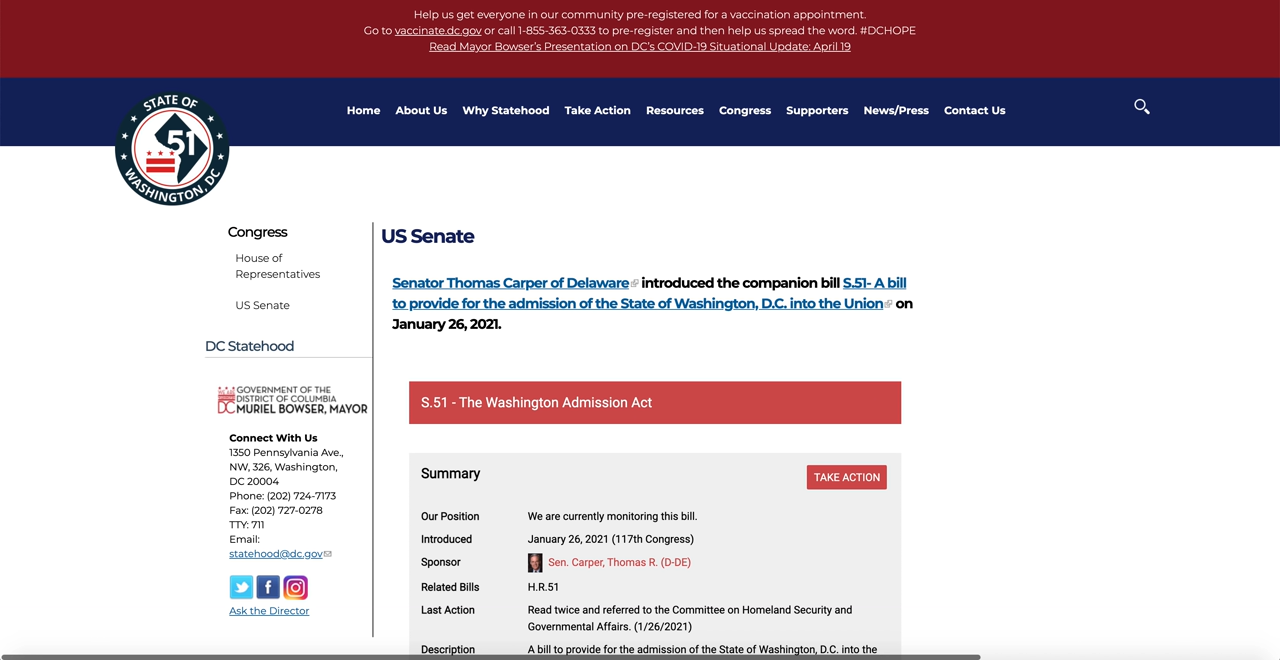 Help us get everyone in our community pre-registered for a vaccination appointment.
Go to vaccinate.dc.gov or call 1-855-363-0333 to pre-register and then help us spread the word. #DCHOPE
Read Mayor Bowser's Presentation on DC's COVID-19 Situational Update: April 19
STATE OF
51
WASHINGTON, DC
Home About Us Why Statehood Take Action Resources Congress Supporters News/Press Contact Us
Congress
House of
Representatives
US Senate
DC Statehood
GOVERNMENT OF THE
DISTRICT OF COLUMBIA
DC MURIEL BOWSER, MAYOR
Connect With Us
1350 Pennsylvania Ave.,
NW, 326, Washington,
DC 20004
Phone: (202) 724-7173
Fax: (202) 727-0278
TTY: 711
Email:
statehood@dc.gov
Ask the Director
US Senate
Senator Thomas Carper of Delaware introduced the companion bill S.51- A bill
to provide for the admission of the State of Washington, D.C. into the Union on
January 26, 2021.
S.51 - The Washington Admission Act
Summary
TAKE ACTION
Our Position We are currently monitoring this bill.
Introduced January 26, 2021 (117th Congress)
Sponsor Sen. Carper, Thomas R. (D-DE)
Related Bills H.R.51
Last Action Read twice and referred to the Committee on Homeland Security and
Governmental Affairs. (1/26/2021)
Description A bill to provide for the admission of the State of Washington, D.C. into the